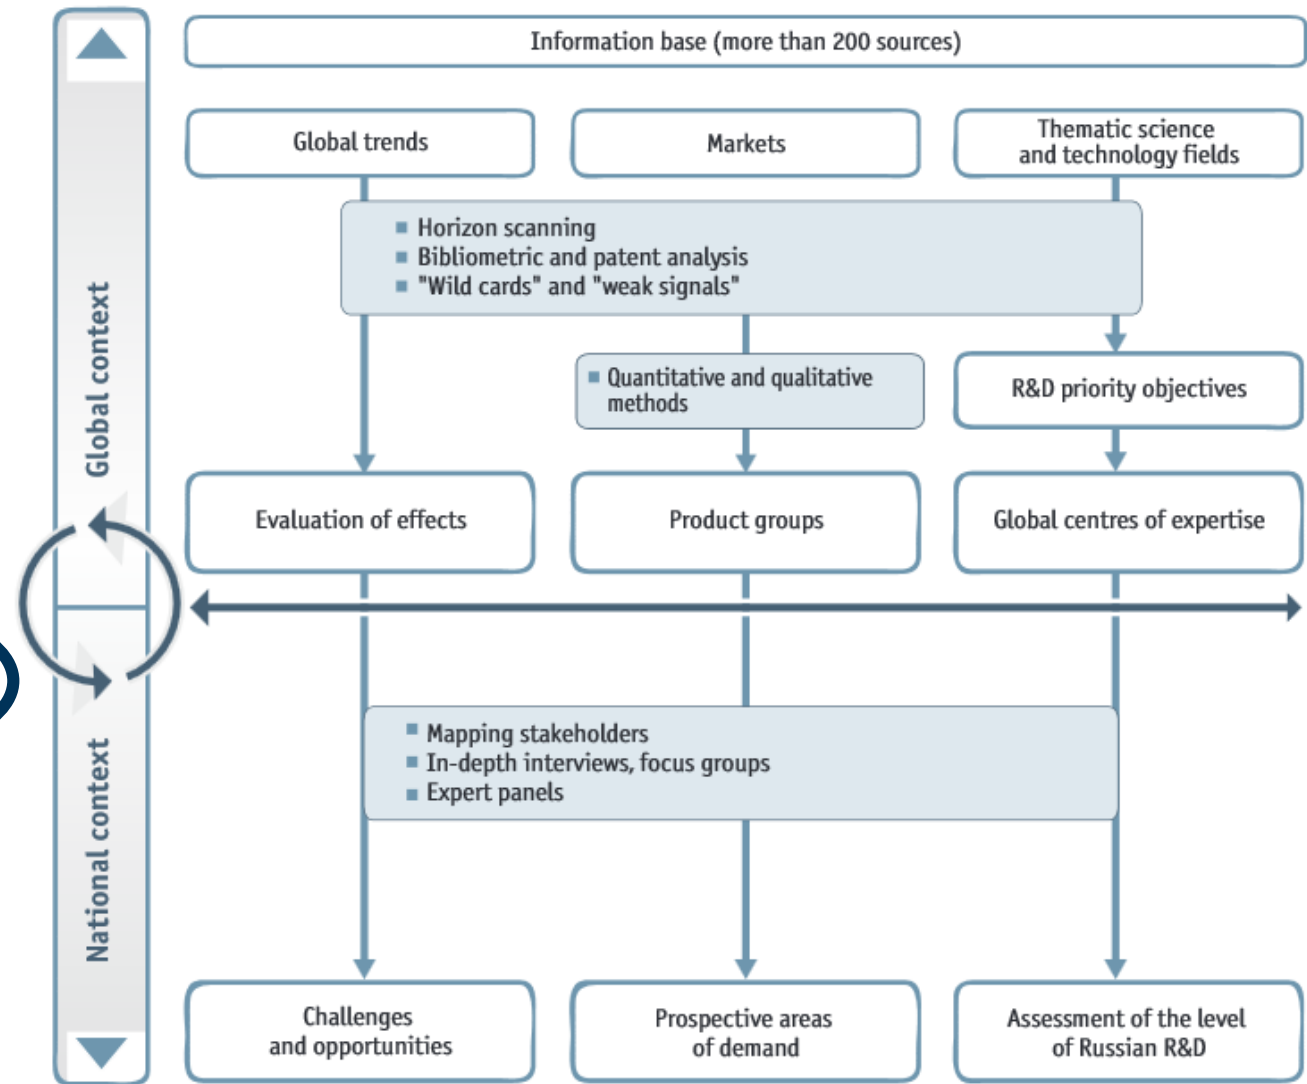 Information base (more than 200 sources)
Global trends
Markets
Thematic science
and technology fields
Horizon scanning
Bibliometric and patent analysis
"Wild cards" and "weak signals"
Quantitative and qualitative
methods
R&D priority objectives
Global context
Evaluation of effects
Product groups
Global centres of expertise
Mapping stakeholders
In-depth interviews, focus groups
Expert panels
National context
Challenges
and opportunities
Prospective areas
of demand
Assessment of the level
of Russian R&D